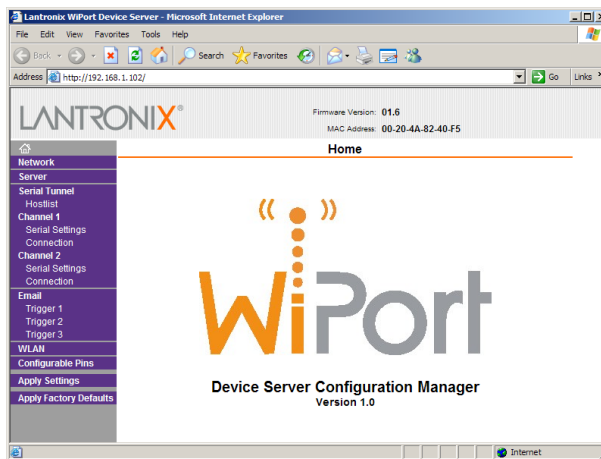 Lantronix WiPort Device Server - Microsoft Internet Explorer
File Edit View Favorites Tools Help
Back Search Favorites
Address http://192.168.1.102/ Go Links
LANTRONIX®
Firmware Version: 01.6
MAC Address: 00-20-4A-82-40-F5
Home
Network
Server
Serial Tunnel
Hostlist
Channel 1
Serial Settings
Connection
Channel 2
Serial Settings
Connection
Email
Trigger 1
Trigger 2
Trigger 3
WLAN
Configurable Pins
Apply Settings
Apply Factory Defaults
WiPort
Device Server Configuration Manager
Version 1.0
Internet